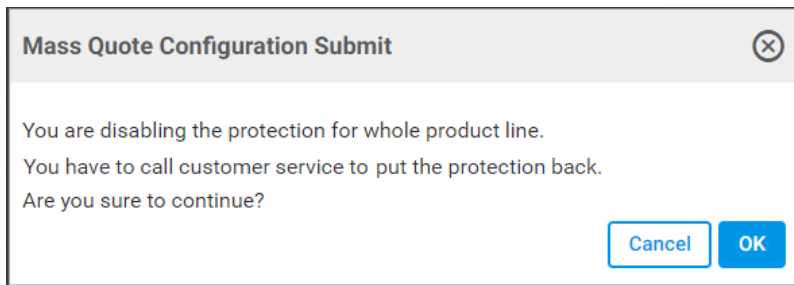 Mass Quote Configuration Submit
You are disabling the protection for whole product line.
You have to call customer service to put the protection back.
Are you sure to continue?
Cancel OK